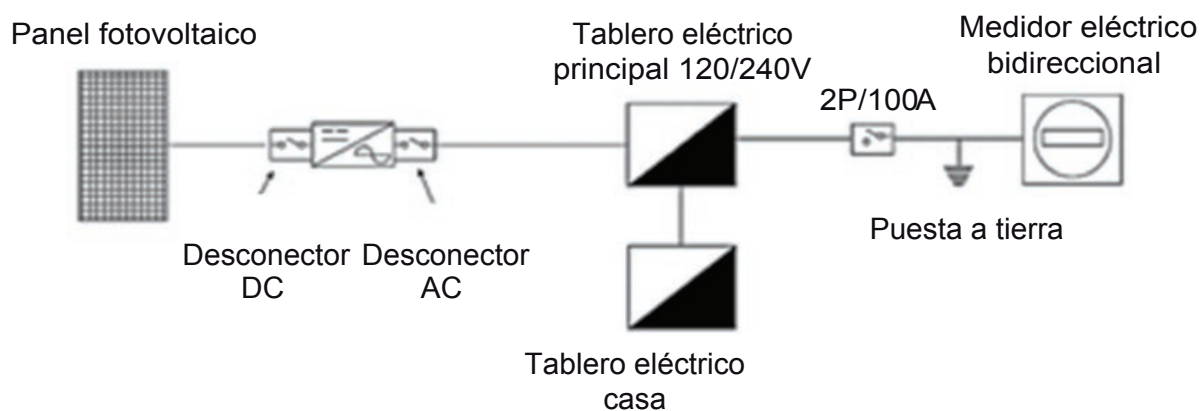 Panel fotovoltaico
Tablero eléctrico
principal 120/240V
Medidor eléctrico
bidireccional
2P/100A
Desconector
DC
Desconector
AC
Puesta a tierra
Tablero eléctrico
casa